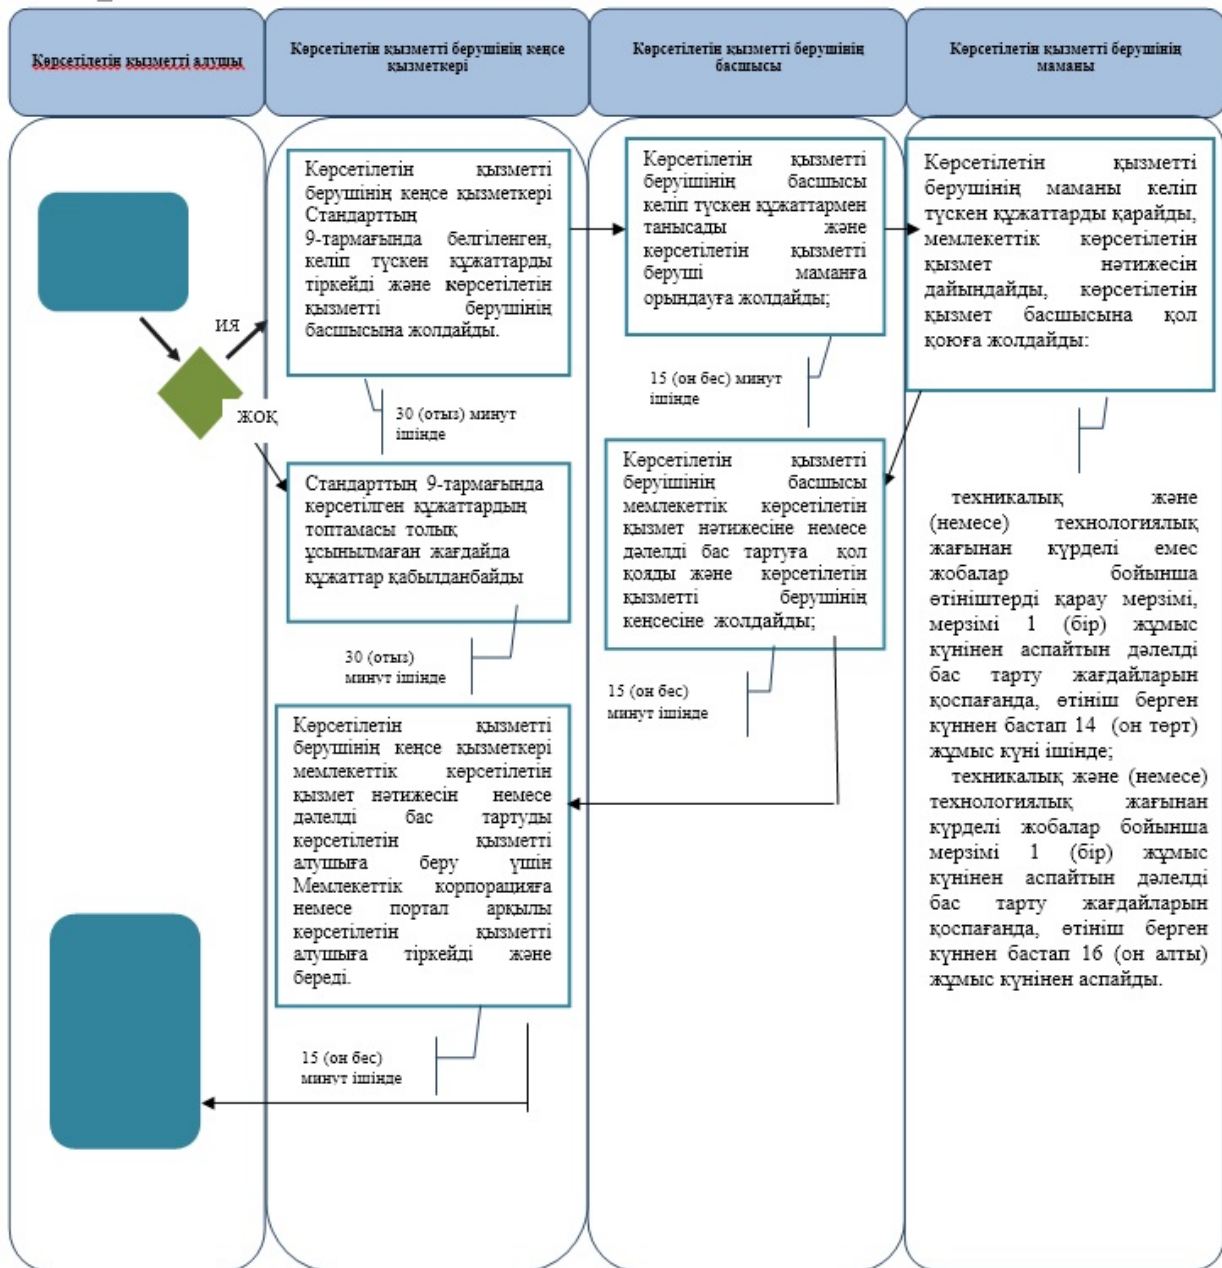 Көрсетілетін қызметті алушы
Көрсетілетін қызметті берушінің кеңсе
қызметкері
Көрсетілетін қызметті берушінің
басшысы
Көрсетілетін қызметті берушінің
маманы
Көрсетілетін қызметті
берушінің кеңсе қызметкері
Стандарттың
9-тармағында белгіленген,
келіп түскен құжаттарды
тіркейді және көрсетілетін
қызметті берушінің
басшысына жолдайды.
ИЯ
ЖОҚ
30 (отыз) минут
ішінде
Стандарттың 9-тармағында
көрсетілген құжаттардың
топтамасы толық
ұсынылмаған жағдайда
құжаттар қабылданбайды
30 (отыз)
минут ішінде
Көрсетілетін қызметті
берушінің кеңсе қызметкері
мемлекеттік көрсетілетін
қызмет нәтижесін немесе
дәлелді бас тартуды
көрсетілетін қызметті
алушыға беру үшін
Мемлекеттік корпорацияға
немесе портал арқылы
көрсетілетін қызметті
алушыға тіркейді және
береді.
15 (он бес)
минут ішінде
Көрсетілетін қызметті
беруішінің басшысы
келіп түскен құжаттармен
танысады және
көрсетілетін қызметті
беруші маманға
орындауға жолдайды;
15 (он бес) минут
ішінде
Көрсетілетін қызметті
беруішінің басшысы
мемлекеттік көрсетілетін
қызмет нәтижесіне немесе
дәлелді бас тартуға қол
қояды және көрсетілетін
қызметті берушінің
кеңсесіне жолдайды;
15 (он бес)
минут ішінде
Көрсетілетін қызметті
берушінің маманы келіп
түскен құжаттарды қарайды,
мемлекеттік көрсетілетін
қызмет нәтижесін
дайындайды, көрсетілетін
қызмет басшысына қол
қоюға жолдайды:
техникалық және
(немесе) технологиялық
жағынан күрделі емес
жобалар бойынша
өтініштерді қарау мерзімі,
мерзімі 1 (бір) жұмыс
күнінен аспайтын дәлелді
бас тарту жағдайларын
қоспағанда, өтініш берген
күннен бастап 14 (он төрт)
жұмыс күні ішінде;
техникалық және (немесе)
технологиялық жағынан
күрделі жобалар бойынша
мерзімі 1 (бір) жұмыс
күнінен аспайтын дәлелді
бас тарту жағдайларын
қоспағанда, өтініш берген
күннен бастап 16 (он алты)
жұмыс күнінен аспайды.